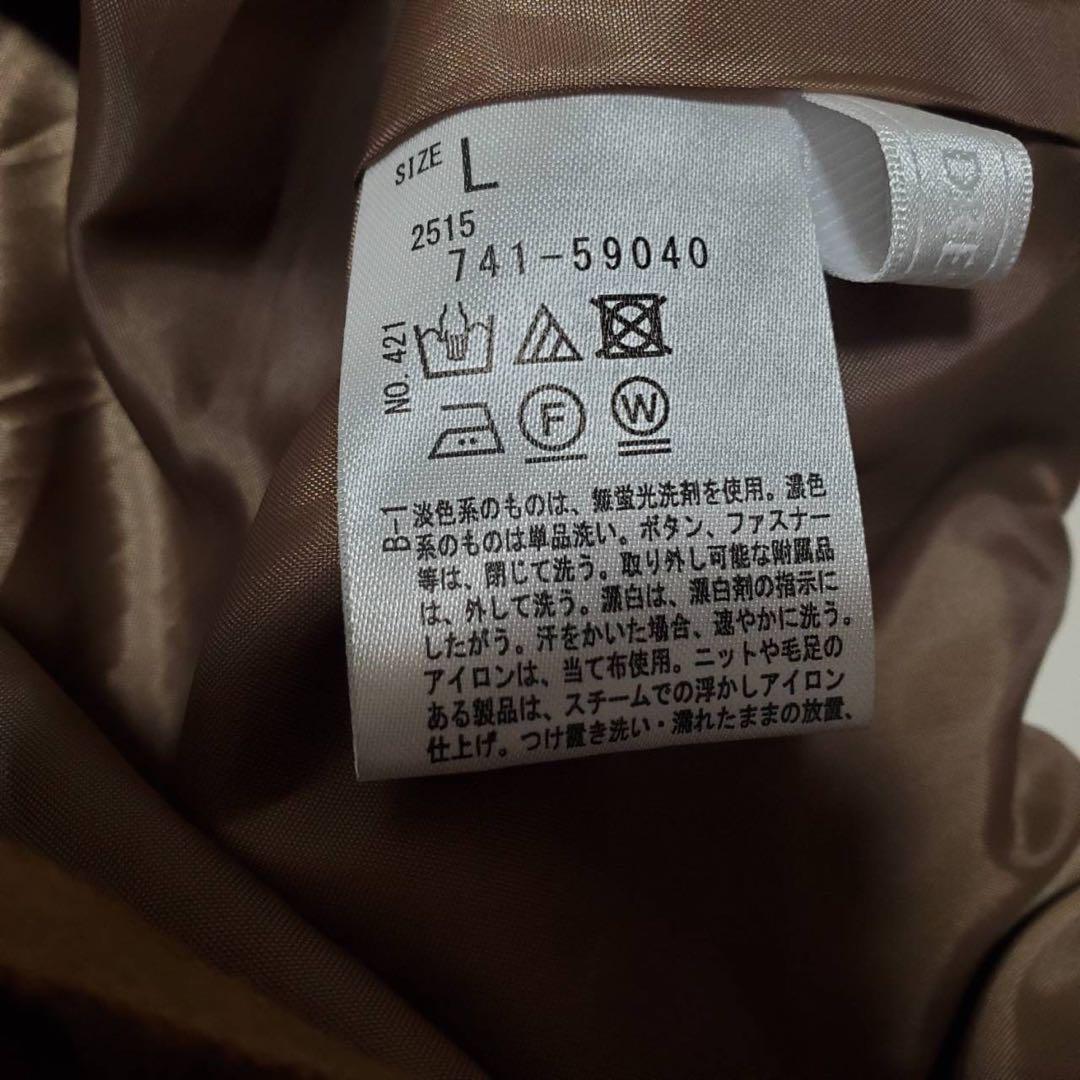 SIZE L
2515
741-59040
NO. 421
F W
B-1
淡色系のものは、無蛍光洗剤を使用。濃色
系のものは単品洗い。ボタン、ファスナー
等は、閉じて洗う。取り外し可能な附属品
は、外して洗う。漂白は、漂白剤の指示に
したがう。汗をかいた場合、速やかに洗う。
アイロンは、当て布使用。ニットや毛足の
ある製品は、スチームでの浮かしアイロン
仕上げ。つけ置き洗い・濡れたままの放置、